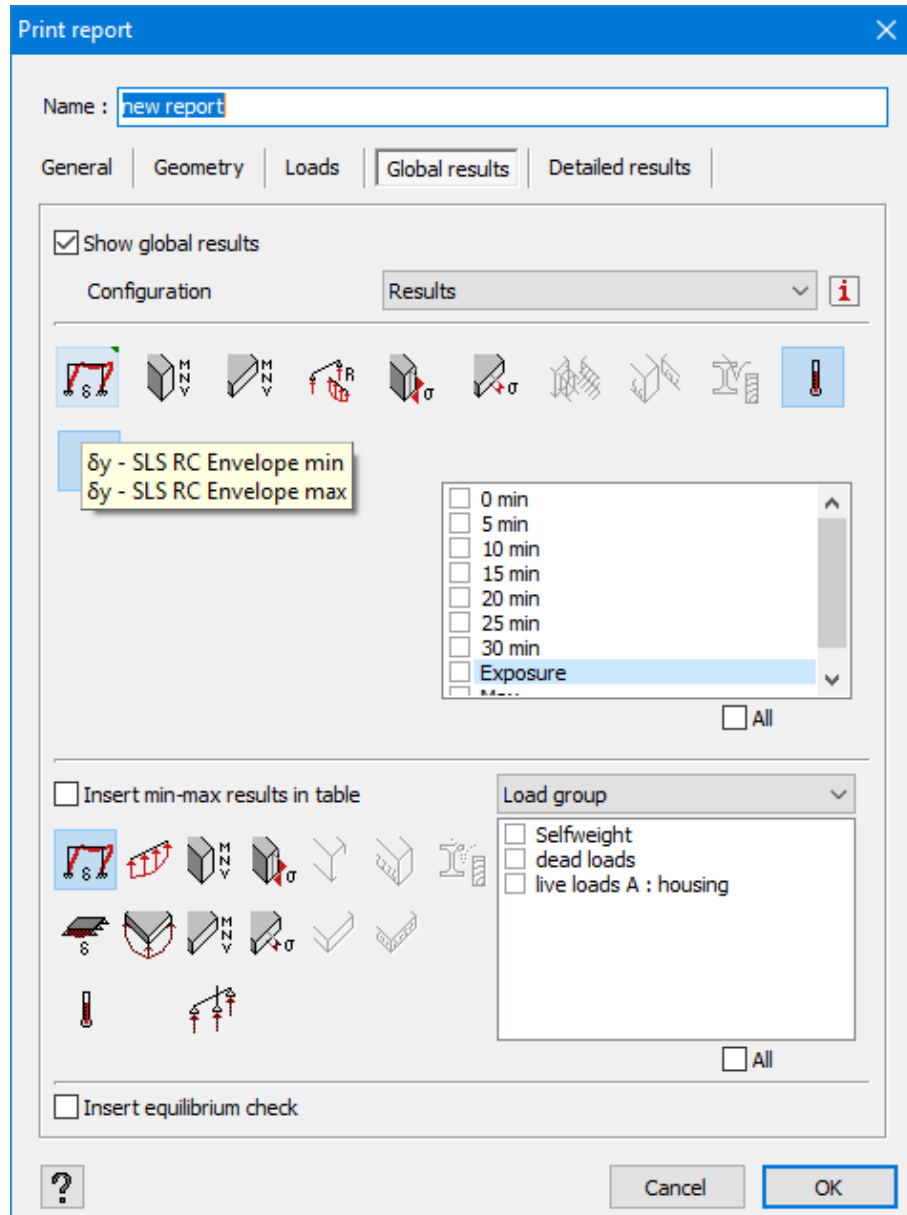 Print report
Name : new report
General Geometry Loads Global results Detailed results
Show global results
Configuration Results i
δ M N V M N V R σ σ
δy - SLS RC Envelope min
δy - SLS RC Envelope max
0 min
5 min
10 min
15 min
20 min
25 min
30 min
Exposure
All
Insert min-max results in table Load group
Selfweight
dead loads
live loads A : housing
δ M N V σ
δ M N V σ
All
Insert equilibrium check
? Cancel OK